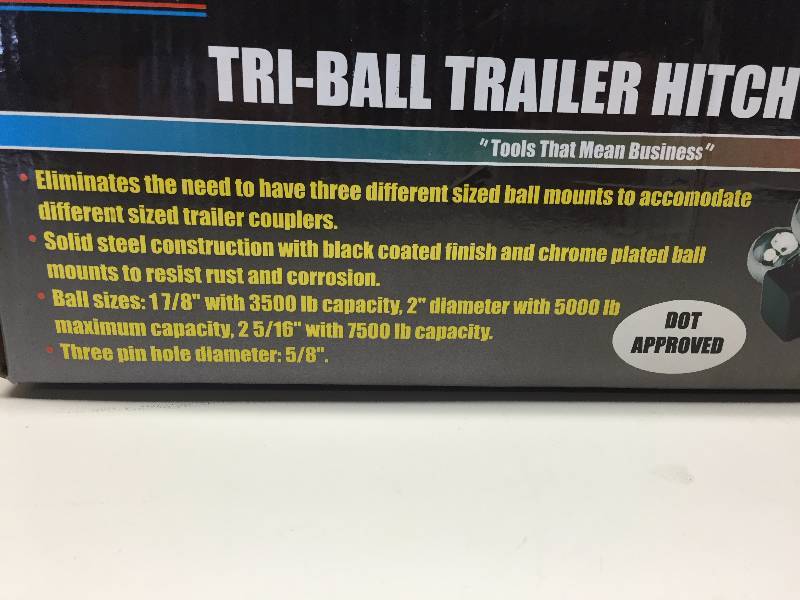 TRI-BALL TRAILER HITCH
"Tools That Mean Business"
• Eliminates the need to have three different sized ball mounts to accomodate
different sized trailer couplers.
• Solid steel construction with black coated finish and chrome plated ball
mounts to resist rust and corrosion.
• Ball sizes: 1 7/8" with 3500 lb capacity, 2" diameter with 5000 lb
maximum capacity, 2 5/16" with 7500 lb capacity.
• Three pin hole diameter: 5/8".
DOT
APPROVED